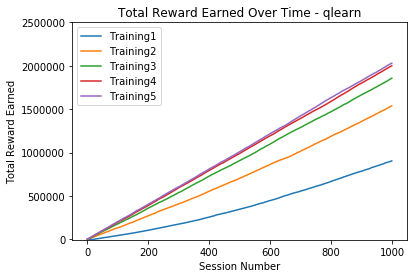 Total Reward Earned Over Time - qlearn
Training1
Training2
Training3
Training4
Training5
Total Reward Earned
2500000
2000000
1500000
1000000
500000
0
0 200 400 600 800 1000
Session Number